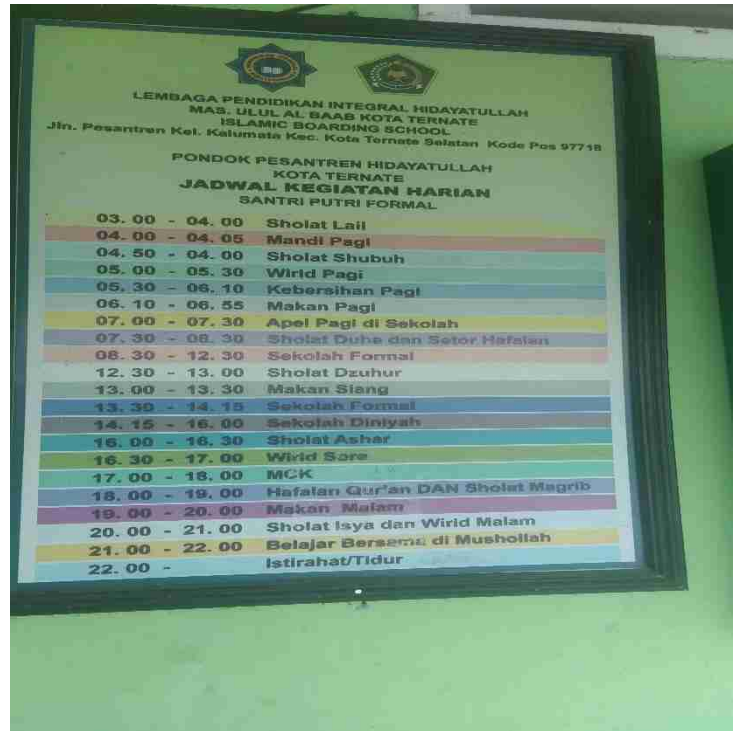 LEMBAGA PENDIDIKAN INTEGRAL HIDAYATULLAH
MAS. ULUL AL BAAB KOTA TERNATE
ISLAMIC BOARDING SCHOOL
Jln. Pesantren Kel. Kalumata Kec. Kota Ternate Selatan Kode Pos 97718
PONDOK PESANTREN HIDAYATULLAH
KOTA TERNATE
JADWAL KEGIATAN HARIAN
SANTRI PUTRI FORMAL
03. 00 - 04. 00 Sholat Lail
04. 00 - 04. 05 Mandi Pagi
04. 50 - 04. 00 Sholat Shubuh
05. 00 - 05. 30 Wirid Pagi
05. 30 - 06. 10 Kebersihan Pagi
06. 10 - 06. 55 Makan Pagi
07. 00 - 07. 30 Apel Pagi di Sekolah
07. 30 - 08. 30 Sholat Duha dan Setor Hafalan
08. 30 - 12. 30 Sekolah Formal
12. 30 - 13. 00 Sholat Dzuhur
13. 00 - 13. 30 Makan Siang
13. 30 - 14. 15 Sekolah Formal
14. 15 - 16. 00 Sekolah Diniyah
16. 00 - 16. 30 Sholat Ashar
16. 30 - 17. 00 Wirid Sore
17. 00 - 18. 00 MCK
18. 00 - 19. 00 Hafalan Qur'an DAN Sholat Magrib
19. 00 - 20. 00 Makan Malam
20. 00 - 21. 00 Sholat Isya dan Wirid Malam
21. 00 - 22. 00 Belajar Bersama di Mushollah
22. 00 - Istirahat/Tidur